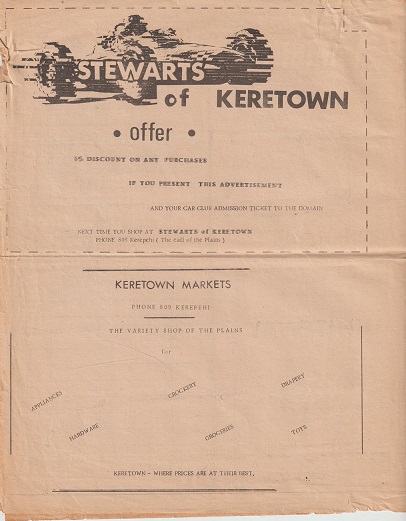 STEWARTS
of KERETOWN
• offer •
5% DISCOUNT ON ANY PURCHASES
IF YOU PRESENT THIS ADVERTISEMENT
AND YOUR CAR CLUB ADMISSION TICKET TO THE DOMAIN
NEXT TIME YOU SHOP AT STEWARTS of KERETOWN
PHONE 809 Kerepehi ( The Earl of the Plains )
KERETOWN MARKETS
PHONE 809 KEREPEHI
THE VARIETY SHOP OF THE PLAINS
for
APPLIANCES
CROCKERY
DRAPERY
HARDWARE
GROCERIES
TOYS
KERETOWN - WHERE PRICES ARE AT THEIR BEST.